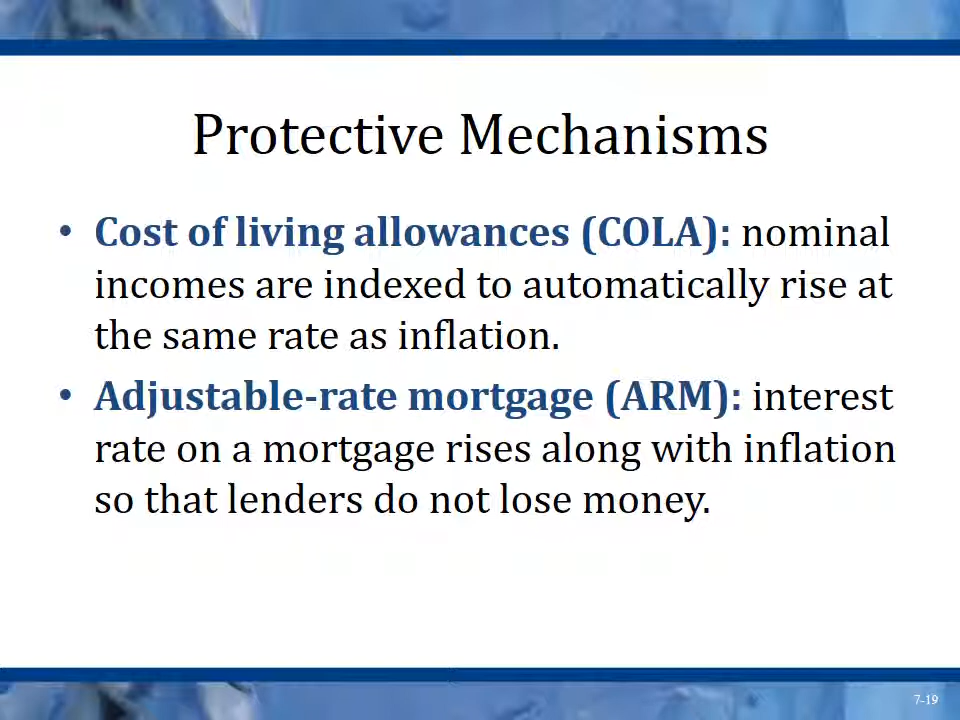 Protective Mechanisms
• Cost of living allowances (COLA): nominal
incomes are indexed to automatically rise at
the same rate as inflation.
• Adjustable-rate mortgage (ARM): interest
rate on a mortgage rises along with inflation
so that lenders do not lose money.
7-19